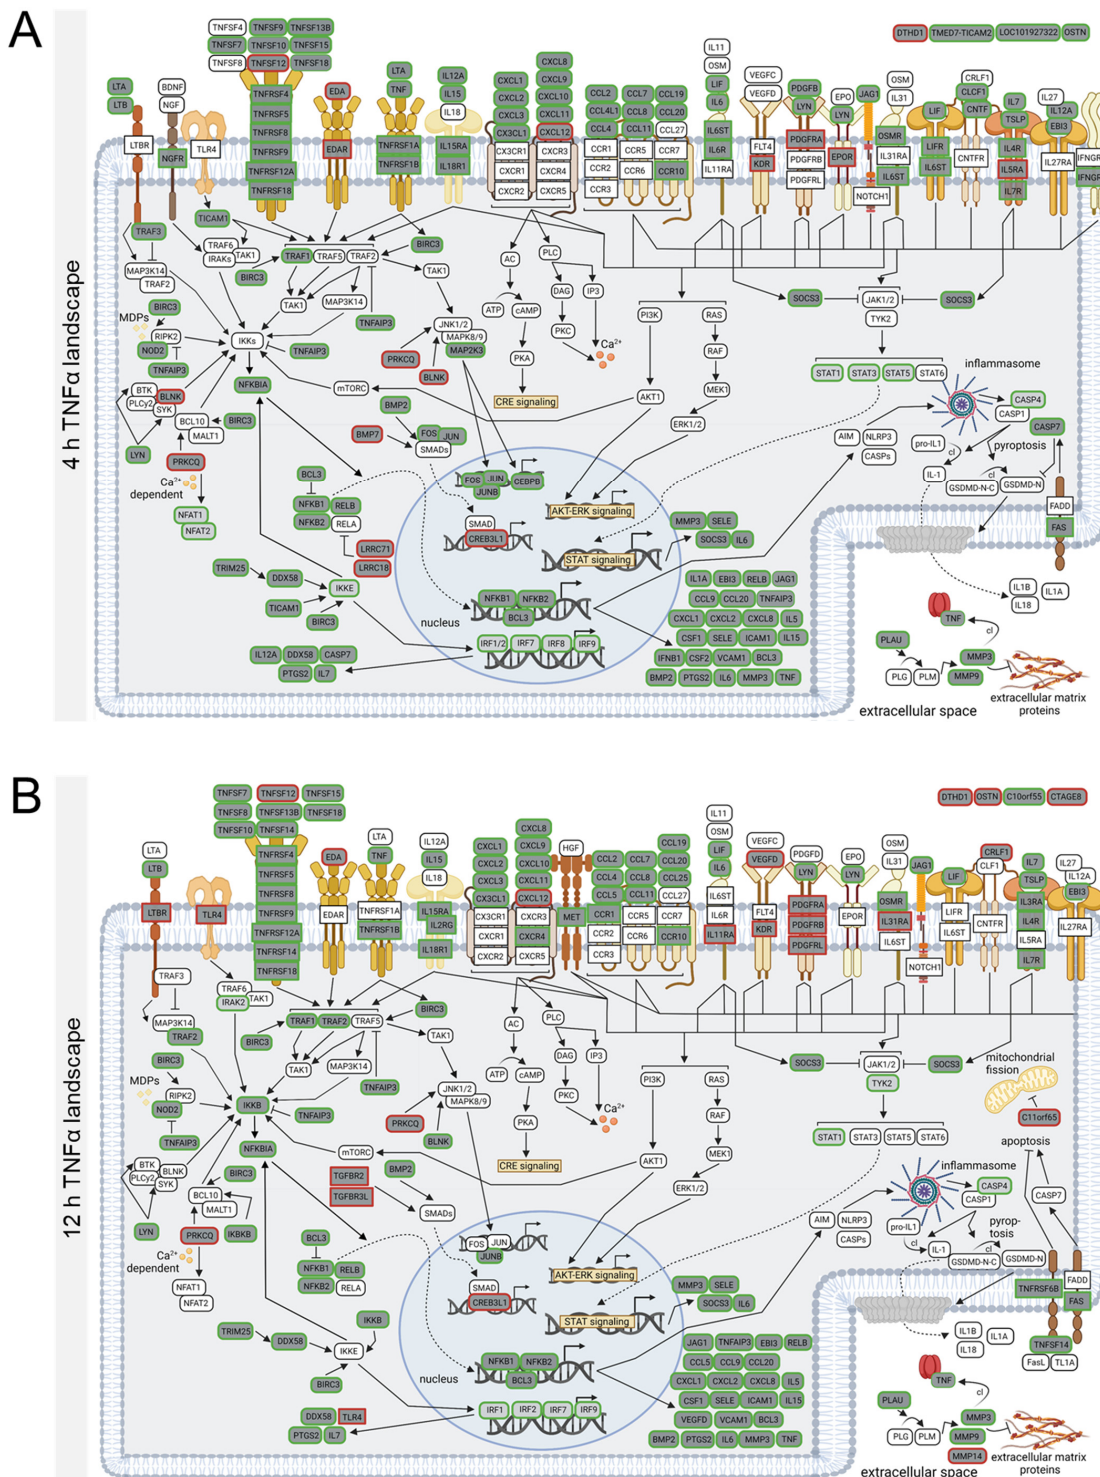 A
4 h TNFα landscape
TNFSF4 TNFSF9 TNFSF13B
TNFSF7 TNFSF10 TNFSF15
TNFSF8 TNFSF12 TNFSF18
DTHD1 TMED7-TICAM2 LOC101927322 OSTN
LTA
LTB
BDNF
NGF
LTBR
NGFR
TLR4
TNFRSF4
TNFRSF5
TNFRSF8
TNFRSF9
TNFRSF12A
TNFRSF18
EDA
EDAR
LTA
TNF
TNFRSF1A
TNFRSF1B
IL12A
IL15
IL18
IL15RA
IL18R1
CXCL1
CXCL2
CXCL3
CX3CL1
CXCL8
CXCL9
CXCL10
CXCL11
CXCL12
CX3CR1
CXCR1
CXCR2
CXCR3
CXCR4
CXCR5
CCL2 CCL7 CCL19
CCL4L1 CCL8 CCL20
CCL4 CCL11 CCL27
CCR1 CCR5 CCR7
CCR2 CCR6 CCR10
CCR3
IL11
OSM
LIF
IL6
IL6ST
IL6R
IL11RA
VEGFC
VEGFD
FLT4
KDR
PDGFB
LYN
PDGFRA
PDGFRB
PDGFRL
EPO
LYN
EPOR
JAG1
NOTCH1
OSM
IL31
OSMR
IL31RA
IL6ST
LIF
LIFR
IL6ST
CRLF1
CLCF1
CNTF
CNTFR
IL7
TSLP
IL4R
IL5RA
IL7R
IL27
IL12A
EBI3
IL27RA
TRAF3
MAP3K14
TRAF2
TICAM1
TRAF6
IRAKs TAK1
BIRC3
TRAF1 TRAF5 TRAF2
BIRC3
TAK1
TAK1
MAP3K14
TNFAIP3
BIRC3
MDPs
RIPK2
NOD2
TNFAIP3
IKKs
TNFAIP3
NFKBIA
JNK1/2
MAPK8/9
MAP2K3
PRKCQ
BLNK
mTORC
BTK
PLCy2
BLNK
SYK
LYN
BCL10
MALT1
BIRC3
PRKCQ
Ca2+
dependent
NFAT1
NFAT2
BMP2
BMP7
FOS JUN
SMADs
BCL3
NFKB1 RELB
NFKB2 RELA
LRRC71
LRRC18
TRIM25
DDX58
IKKE
TICAM1
BIRC3
IL12A DDX58 CASP7
PTGS2 IL7
AC
ATP
cAMP
PKA
CRE signaling
PLC
DAG
IP3
PKC
Ca2+
PI3K
AKT1
RAS
RAF
MEK1
ERK1/2
SOCS3
JAK1/2
TYK2
SOCS3
STAT1 STAT3 STAT5 STAT6
inflammasome
CASP4
CASP1
CASP7
AIM NLRP3
CASPs
pro-IL1
cl
IL-1
pyroptosis
cl
GSDMD-N-C
GSDMD-N
FADD
FAS
FOS JUN CEBPB
JUNB
AKT-ERK signaling
SMAD
CREB3L1
STAT signaling
nucleus
NFKB1 NFKB2
BCL3
IRF1/2 IRF7 IRF8 IRF9
MMP3 SELE
SOCS3 IL6
IL1A EBI3 RELB JAG1
CCL9 CCL20 TNFAIP3
CXCL1 CXCL2 CXCL8 IL5
CSF1 SELE ICAM1 IL15
IFNB1 CSF2 VCAM1 BCL3
BMP2 PTGS2 IL6 MMP3 TNF
IL1B IL1A
IL18
TNF
cl
PLAU
PLG PLM
MMP3
MMP9
extracellular matrix
proteins
extracellular space
B
12 h TNFα landscape
TNFSF7 TNFSF12 TNFSF15
TNFSF8 TNFSF13B TNFSF18
TNFSF10 TNFSF14
DTHD1 OSTN C10orf55 CTAGE8
LTA
LTB
LTBR
TLR4
TNFRSF4
TNFRSF5
TNFRSF8
TNFRSF9
TNFRSF12A
TNFRSF14
TNFRSF18
EDA
EDAR
LTA
TNF
TNFRSF1A
TNFRSF1B
IL12A
IL15
IL18
IL15RA
IL2RG
IL18R1
CXCL1
CXCL2
CXCL3
CX3CL1
CXCL8
CXCL9
CXCL10
CXCL11
CXCL12
CX3CR1 CXCR3
CXCR1 CXCR4
CXCR2 CXCR5
HGF
MET
CCL19
CCL2 CCL7 CCL20
CCL4 CCL8 CCL25
CCL5 CCL11 CCL27
CCR1 CCR5 CCR7
CCR2 CCR6 CCR10
CCR3
IL11
OSM
LIF
IL6
IL6ST
IL6R
IL11RA
VEGFC
VEGFD
FLT4
KDR
PDGFD
LYN
PDGFRA
PDGFRB
PDGFRL
EPO
LYN
EPOR
OSM
IL31
OSMR
IL31RA
IL6ST
JAG1
NOTCH1
LIF
LIFR
IL6ST
CRLF1
CLF1
CNTFR
IL7
TSLP
IL3RA
IL4R
IL5RA
IL7R
IL27
IL12A
EBI3
IL27RA
TRAF3
MAP3K14
TRAF2
TRAF6
IRAK2 TAK1
BIRC3
TRAF1 TRAF2 TRAF5
BIRC3
TAK1
TAK1
MAP3K14
TNFAIP3
BIRC3
MDPs
RIPK2
NOD2
TNFAIP3
IKKB
TNFAIP3
NFKBIA
JNK1/2
MAPK8/9
PRKCQ
BLNK
mTORC
BTK
PLCy2
BLNK
SYK
LYN
BCL10
MALT1
BIRC3
PRKCQ
IKBKB
Ca2+
dependent
NFAT1
NFAT2
TGFBR2
TGFBR3L
BMP2
SMADs
BCL3
NFKB1 RELB
NFKB2 RELA
TRIM25
DDX58
IKKB
IKKE
BIRC3
DDX58 TLR4
PTGS2 IL7
AC
ATP
cAMP
PKA
CRE signaling
PLC
DAG
IP3
PKC
Ca2+
PI3K
AKT1
RAS
RAF
MEK1
ERK1/2
SOCS3
JAK1/2
TYK2
SOCS3
STAT1 STAT3 STAT5 STAT6
mitochondrial
fission
C11orf65
apoptosis
inflammasome
CASP4
CASP1
CASP7
AIM NLRP3
CASPs
pro-IL1
cl
IL-1
pyrop-
tosis
cl
GSDMD-N-C
GSDMD-N
TNFRSF6B
FADD
FAS
TNFSF14
FasL TL1A
FOS JUN
JUNB
AKT-ERK signaling
SMAD
CREB3L1
STAT signaling
nucleus
NFKB1 NFKB2
BCL3
IRF1 IRF2 IRF7 IRF9
MMP3 SELE
SOCS3 IL6
JAG1 TNFAIP3 EBI3 RELB
CCL5 CCL9 CCL20
CXCL1 CXCL2 CXCL8 IL5
CSF1 SELE ICAM1 IL15
VEGFD VCAM1 BCL3
BMP2 PTGS2 IL6 MMP3 TNF
IL1B IL1A
IL18
TNF
cl
PLAU
PLG PLM
MMP3
MMP9
MMP14
extracellular matrix
proteins
extracellular space